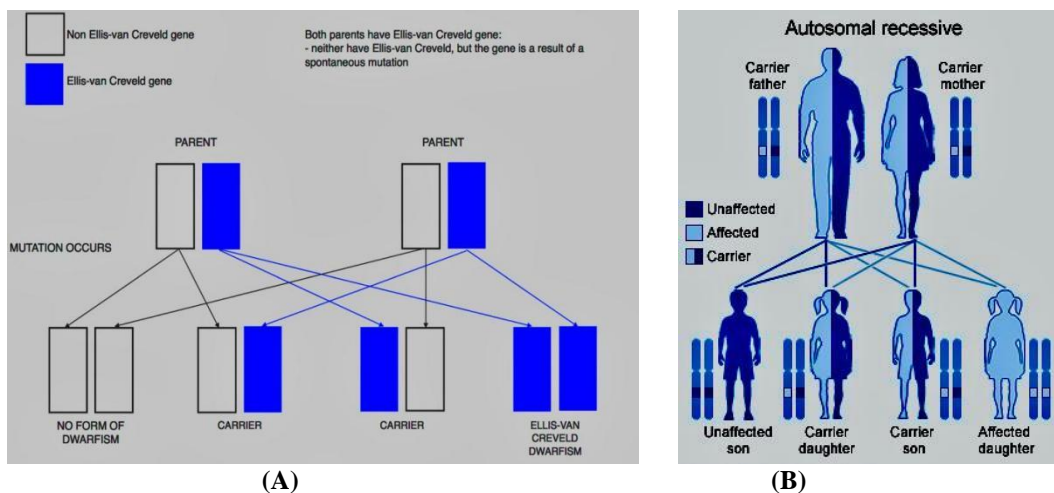 Non Ellis-van Creveld gene
Ellis-van Creveld gene
Both parents have Ellis-van Creveld gene:
- neither have Ellis-van Creveld, but the gene is a result of a
spontaneous mutation
PARENT
PARENT
MUTATION OCCURS
NO FORM OF
DWARFISM
CARRIER
CARRIER
ELLIS-VAN
CREVELD
DWARFISM
(A)
Autosomal recessive
Carrier
father
Carrier
mother
Unaffected
Affected
Carrier
Unaffected
son
Carrier
daughter
Carrier
son
Affected
daughter
(B)